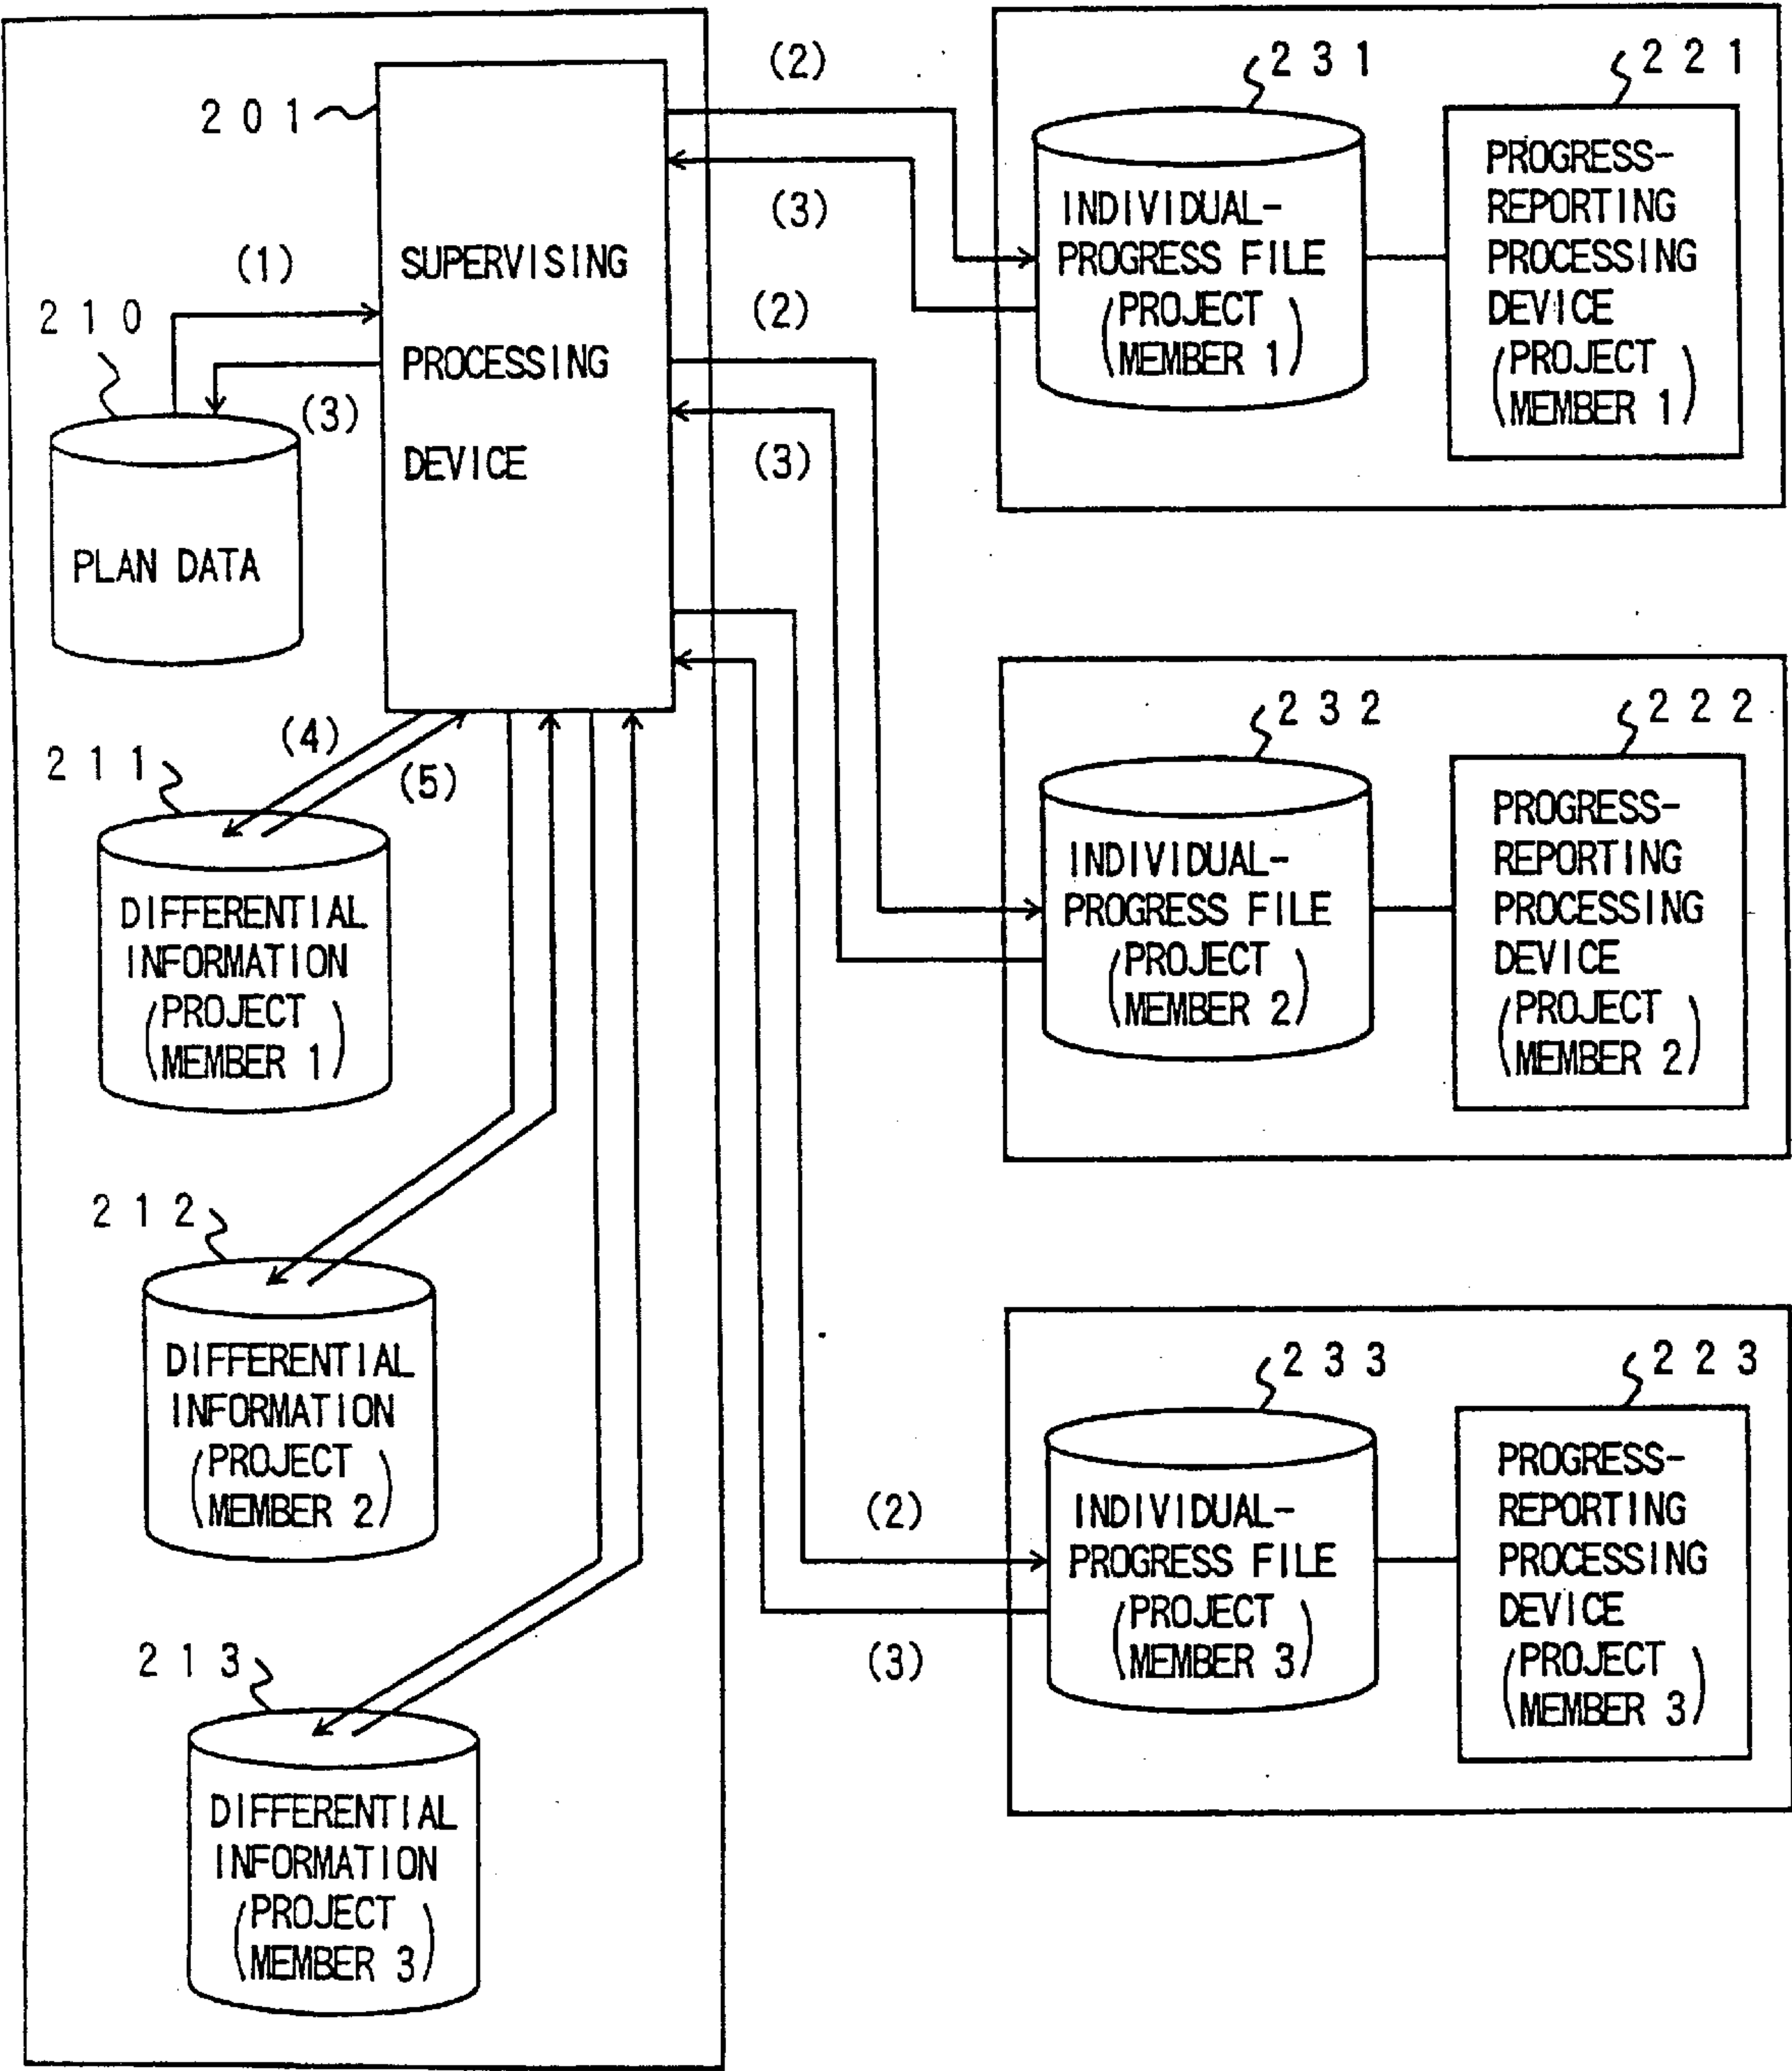 201
SUPERVISING
PROCESSING
DEVICE
(1)
(3)
210
PLAN DATA
(4)
(5)
211
DIFFERENTIAL
INFORMATION
(PROJECT
MEMBER 1)
212
DIFFERENTIAL
INFORMATION
(PROJECT
MEMBER 2)
213
DIFFERENTIAL
INFORMATION
(PROJECT
MEMBER 3)
(2)
(3)
(2)
(3)
(2)
(3)
231
INDIVIDUAL-
PROGRESS FILE
(PROJECT
MEMBER 1)
221
PROGRESS-
REPORTING
PROCESSING
DEVICE
(PROJECT
MEMBER 1)
232
INDIVIDUAL-
PROGRESS FILE
(PROJECT
MEMBER 2)
222
PROGRESS-
REPORTING
PROCESSING
DEVICE
(PROJECT
MEMBER 2)
233
INDIVIDUAL-
PROGRESS FILE
(PROJECT
MEMBER 3)
223
PROGRESS-
REPORTING
PROCESSING
DEVICE
(PROJECT
MEMBER 3)